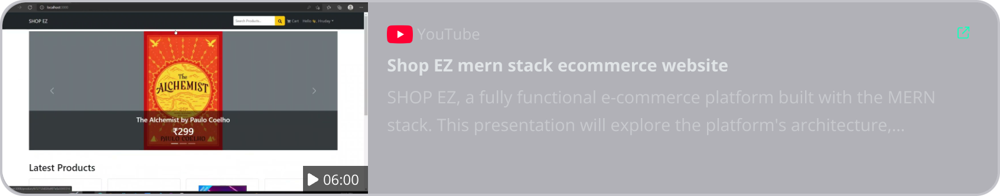 localhost:3000
SHOP EZ
Search Products...
Cart
Hello 👋, Hruday
The
ALCHEMIST
The Alchemist by Paulo Coelho
₹299
PAULO COELHO
Latest Products
06:00
YouTube
Shop EZ mern stack ecommerce website
SHOP EZ, a fully functional e-commerce platform built with the MERN
stack. This presentation will explore the platform's architecture,...